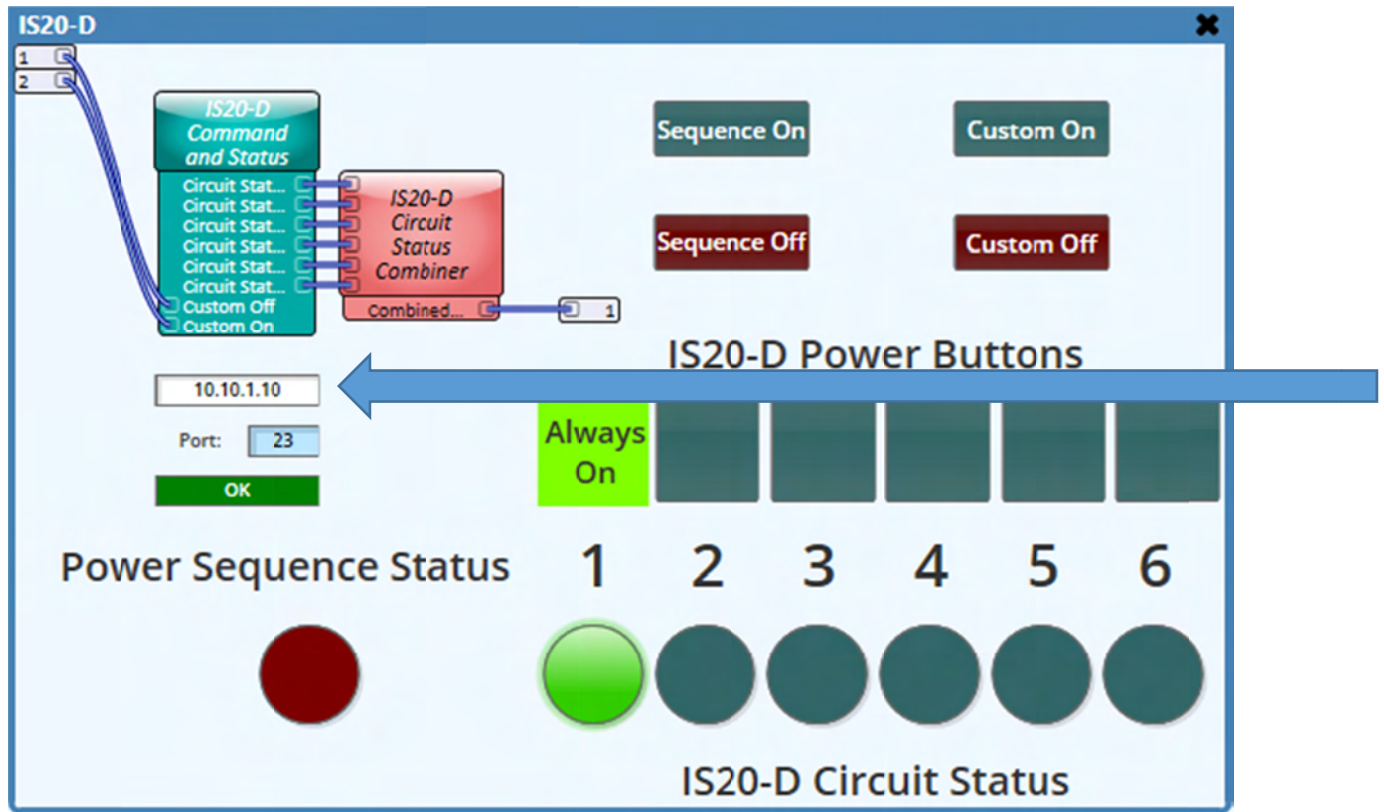 IS20-D
1
2
IS20-D
Command
and Status
Circuit Stat...
Circuit Stat...
Circuit Stat...
Circuit Stat...
Circuit Stat...
Circuit Stat...
Custom Off
Custom On
IS20-D
Circuit
Status
Combiner
Combined...
1
Sequence On
Custom On
Sequence Off
Custom Off
IS20-D Power Buttons
10.10.1.10
Port: 23
OK
Always
On
Power Sequence Status
1 2 3 4 5 6
IS20-D Circuit Status